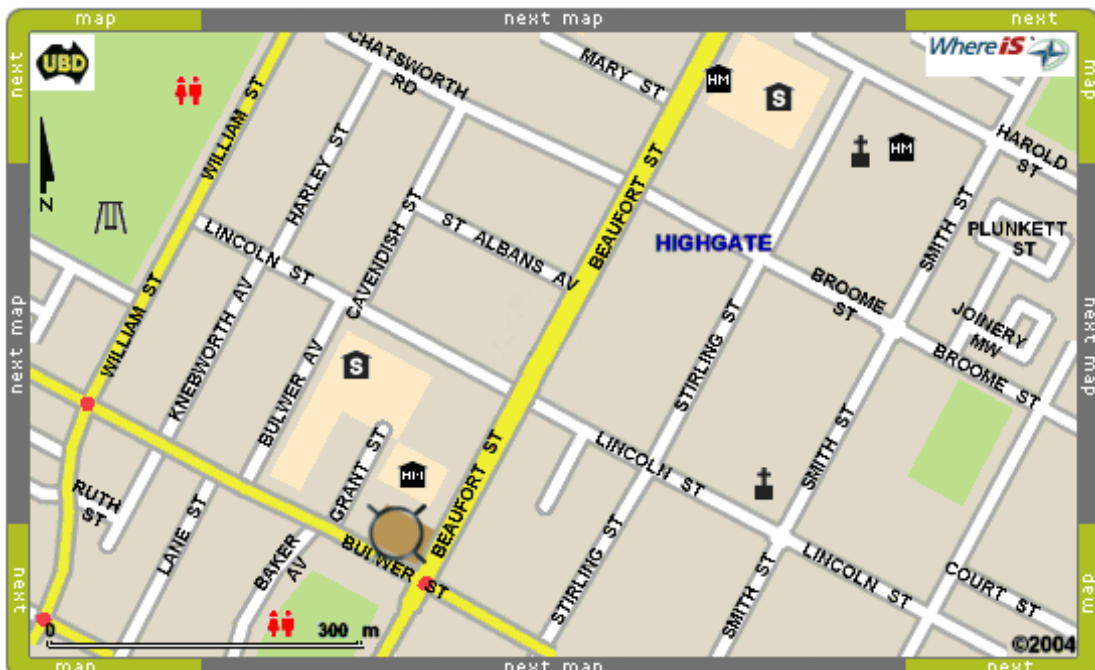 map
next map
next
next
map
UBD
WhereiS
N
CHATSWORTH
RD
MARY ST
HM
S
WILLIAM ST
HARLEY ST
HM
HAROLD
ST
SMITH ST
PLUNKETT
ST
LINCOLN ST
CAVENDISH ST
ST ALBANS AV
BEAUFORT ST
HIGHGATE
BROOME
ST
JOINERY
MW
next map
next map
WILLIAM ST
KNEBWORTH AV
BULWER AV
S
STIRLING ST
BROOME ST
SMITH ST
RUTH
ST
LANE ST
GRANT ST
HM
BEAUFORT ST
LINCOLN ST
BAKER
AV
BULWER ST
STIRLING ST
SMITH ST
LINCOLN ST
COURT ST
next
map
0
300 m
©2004
map
next map
next